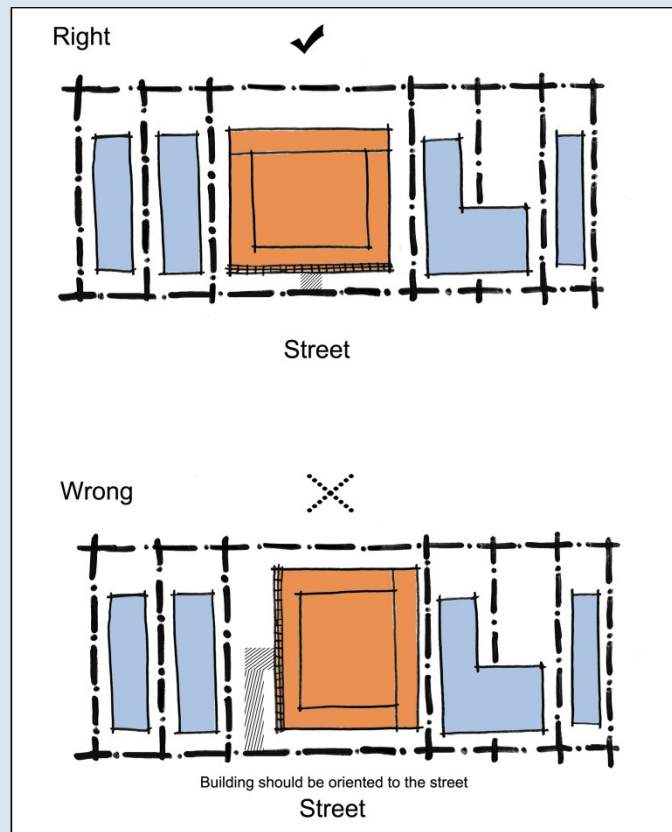 Right
Street
Wrong
Building should be oriented to the street
Street